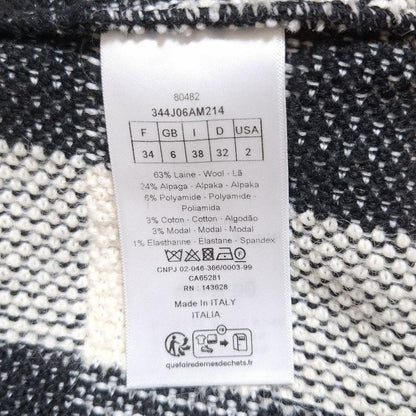 80482
344J06AM214
F GB I D USA
34 6 38 32 2
63% Laine - Wool - Lã
24% Alpaga - Alpaka - Alpaka
6% Polyamide - Polyamide -
Poliamida
3% Coton - Cotton - Algodão
3% Modal - Modal - Modal
1% Elasthanne - Elastane - Spandex
CNPJ 02-046-366/0003-99
CA65281
RN : 143628
Made In ITALY
ITALIA
quefairedemesdechets.fr